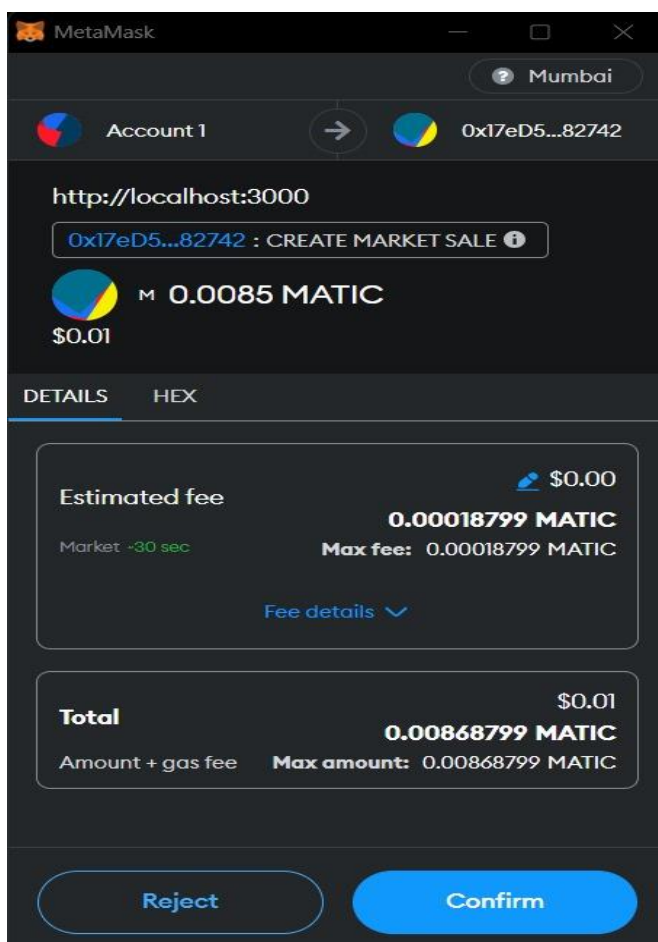 MetaMask
Mumbai
Account 1
0x17eD5...82742
http://localhost:3000
0x17eD5...82742 : CREATE MARKET SALE
M 0.0085 MATIC
$0.01
DETAILS HEX
$0.00
Estimated fee
0.00018799 MATIC
Market ~30 sec Max fee: 0.00018799 MATIC
Fee details
$0.01
Total
0.00868799 MATIC
Amount + gas fee Max amount: 0.00868799 MATIC
Reject Confirm